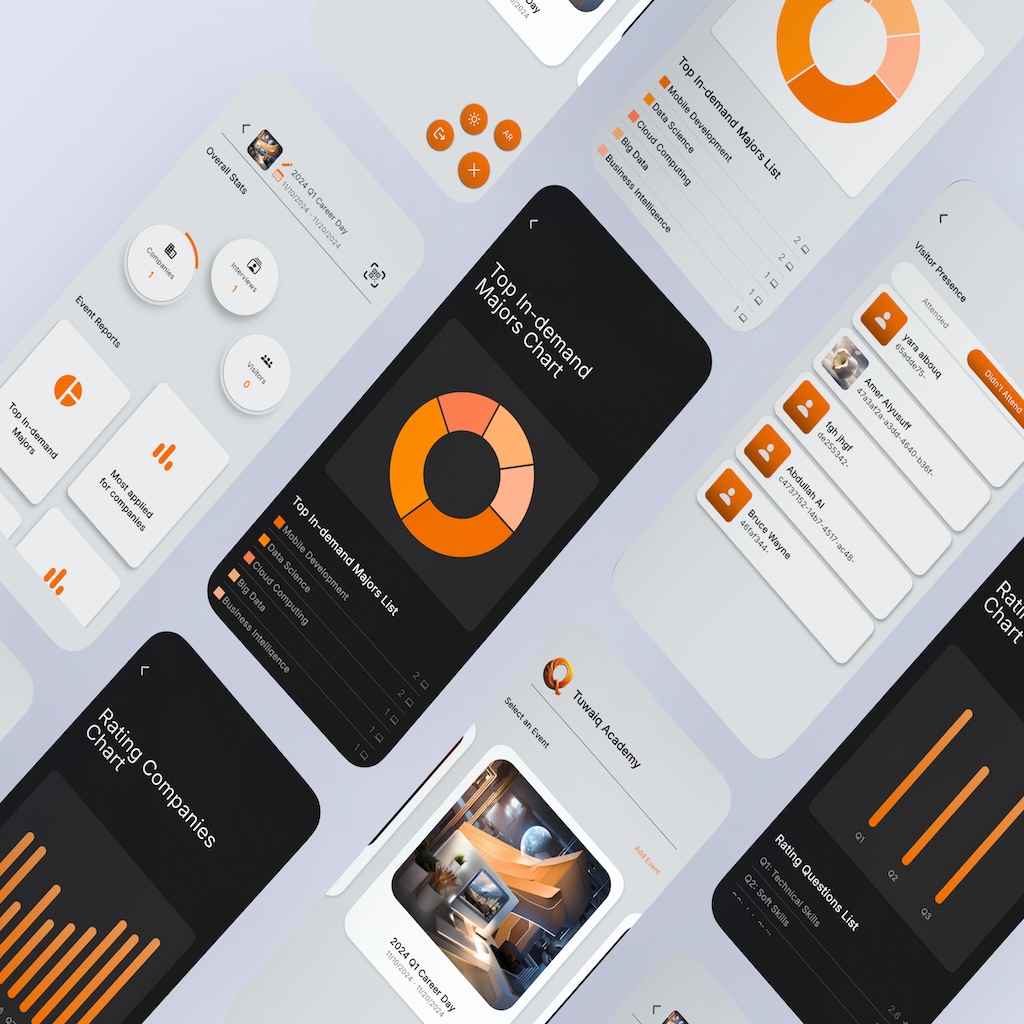 Day
/2024
AR
Top In-demand Majors List
Mobile Development
2
Data Science
2
Cloud Computing
1
Big Data
1
Business Intelligence
1
2024 Q1 Career Day
11/10/2024 - 11/20/2024
Overall Stats
Companies
1
Interviews
1
Visitors
0
Event Reports
Top In-demand
Majors
Most applied
for companies
Top In-demand
Majors Chart
Top In-demand Majors List
Mobile Development
2
Data Science
2
Cloud Computing
1
Big Data
1
Business Intelligence
1
Visitor Presence
Attended
Didn't Attend
yara albouq
65adde75-
Amer Alyusuff
47a3af2a-a3dd-4640-b36f-
fgh jhgf
de255342-
Abdullah Al
c4737152-14b7-4517-ac48-
Bruce Wayne
46faf344-
Rating Companies
Chart
Tuwaiq Academy
Select an Event
Add Event
2024 Q1 Career Day
11/10/2024 - 11/20/2024
Chart
Q1
Q2
Q3
Rating Questions List
Q1: Technical Skills
Q2: Soft Skills
2.6